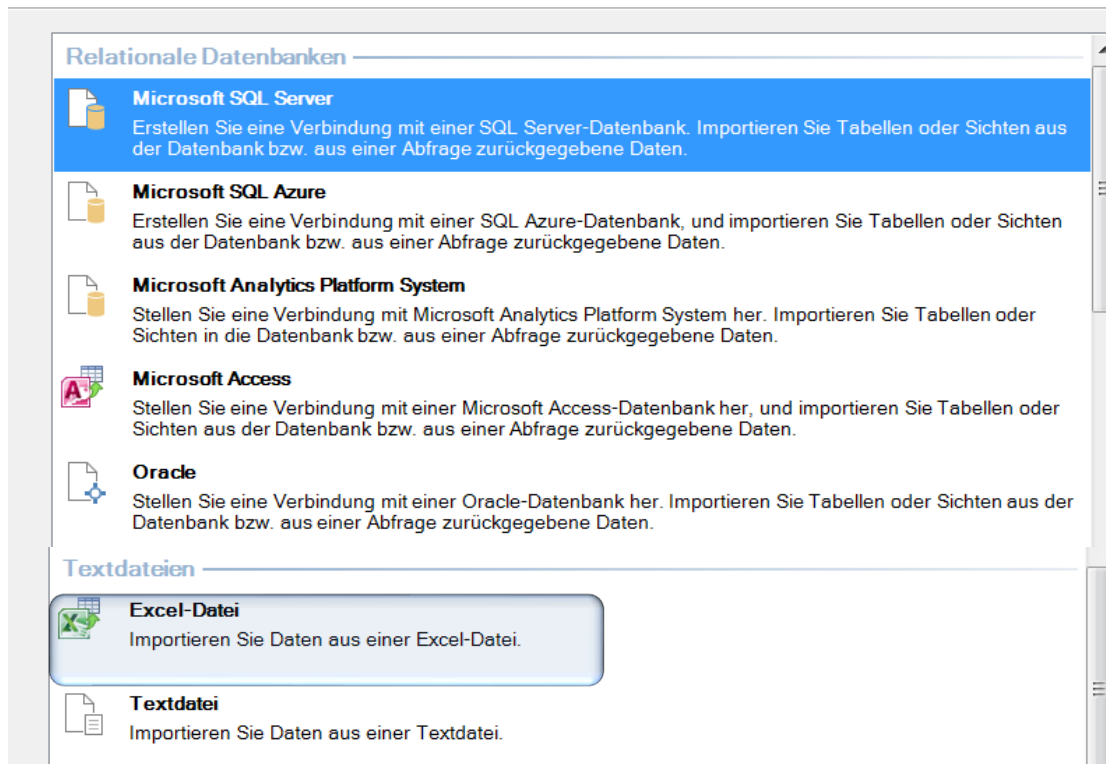 Relationale Datenbanken
Microsoft SQL Server
Erstellen Sie eine Verbindung mit einer SQL Server-Datenbank. Importieren Sie Tabellen oder Sichten aus
der Datenbank bzw. aus einer Abfrage zurückgegebene Daten.
Microsoft SQL Azure
Erstellen Sie eine Verbindung mit einer SQL Azure-Datenbank, und importieren Sie Tabellen oder Sichten
aus der Datenbank bzw. aus einer Abfrage zurückgegebene Daten.
Microsoft Analytics Platform System
Stellen Sie eine Verbindung mit Microsoft Analytics Platform System her. Importieren Sie Tabellen oder
Sichten in die Datenbank bzw. aus einer Abfrage zurückgegebene Daten.
Microsoft Access
Stellen Sie eine Verbindung mit einer Microsoft Access-Datenbank her, und importieren Sie Tabellen oder
Sichten aus der Datenbank bzw. aus einer Abfrage zurückgegebene Daten.
Oracle
Stellen Sie eine Verbindung mit einer Oracle-Datenbank her. Importieren Sie Tabellen oder Sichten aus der
Datenbank bzw. aus einer Abfrage zurückgegebene Daten.
Textdateien
Excel-Datei
Importieren Sie Daten aus einer Excel-Datei.
Textdatei
Importieren Sie Daten aus einer Textdatei.